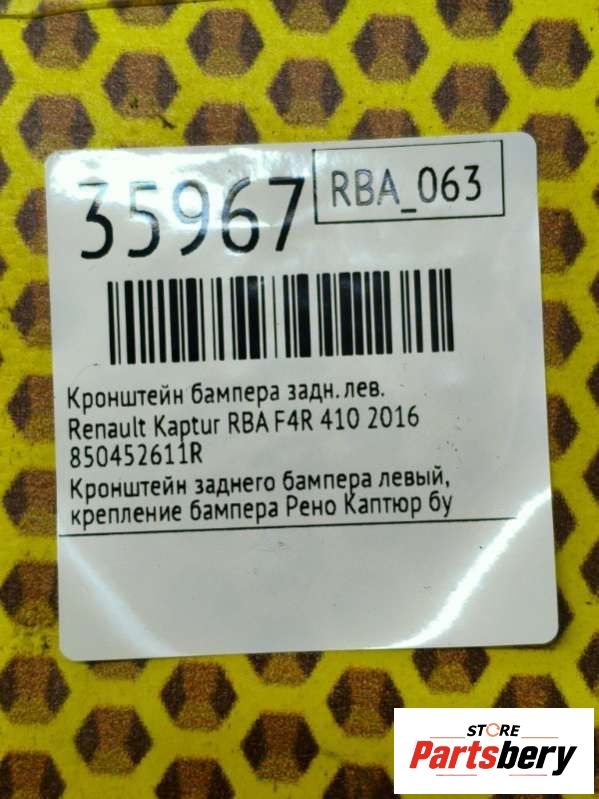 35967
RBA_063
Кронштейн бампера задн. лев.
Renault Kaptur RBA F4R 410 2016
850452611R
Кронштейн заднего бампера левый,
крепление бампера Рено Каптюр бу
STORE
Partsbery